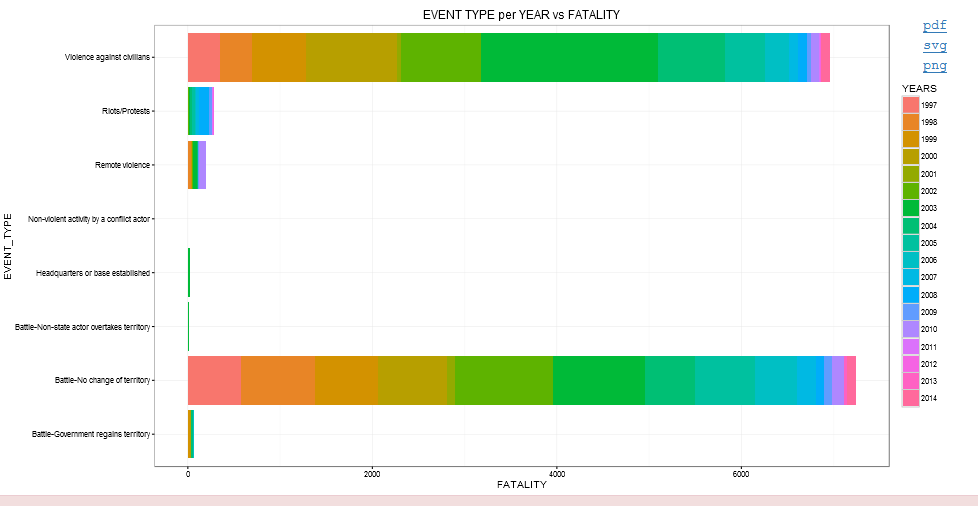 EVENT TYPE per YEAR vs FATALITY
pdf
svg
png
YEARS
1997
1998
1999
2000
2001
2002
2003
2004
2005
2006
2007
2008
2009
2010
2011
2012
2013
2014
EVENT_TYPE
Violence against civilians
Riots/Protests
Remote violence
Non-violent activity by a conflict actor
Headquarters or base established
Battle-Non-state actor overtakes territory
Battle-No change of territory
Battle-Government regains territory
0 2000 4000 6000
FATALITY